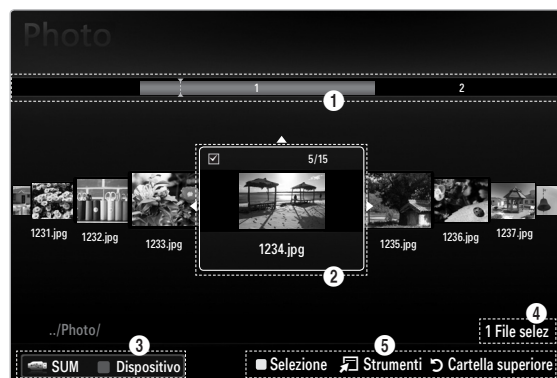 Photo
1 2
1
5/15
1231.jpg 1232.jpg 1233.jpg 1234.jpg 1235.jpg 1236.jpg 1237.jpg
2
../Photo/
4
1 File selez
3 5
SUM Dispositivo Selezione Strumenti Cartella superiore